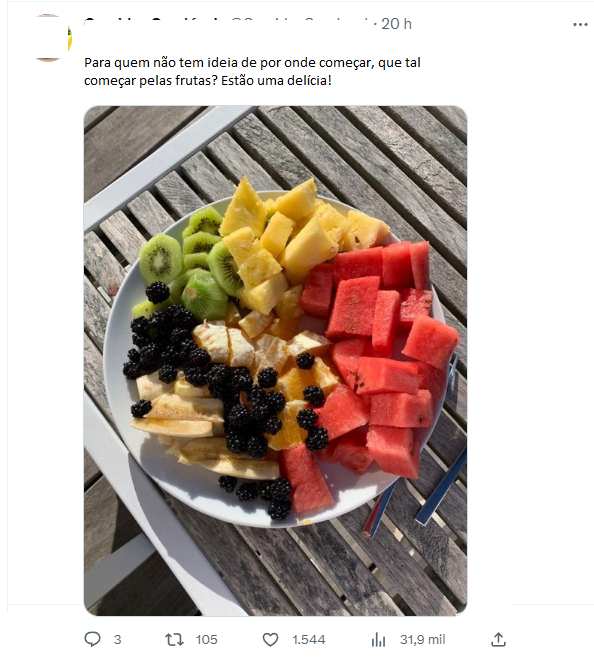 · 20 h
Para quem não tem ideia de por onde começar, que tal
começar pelas frutas? Estão uma delícia!
3 105 1.544 31,9 mil